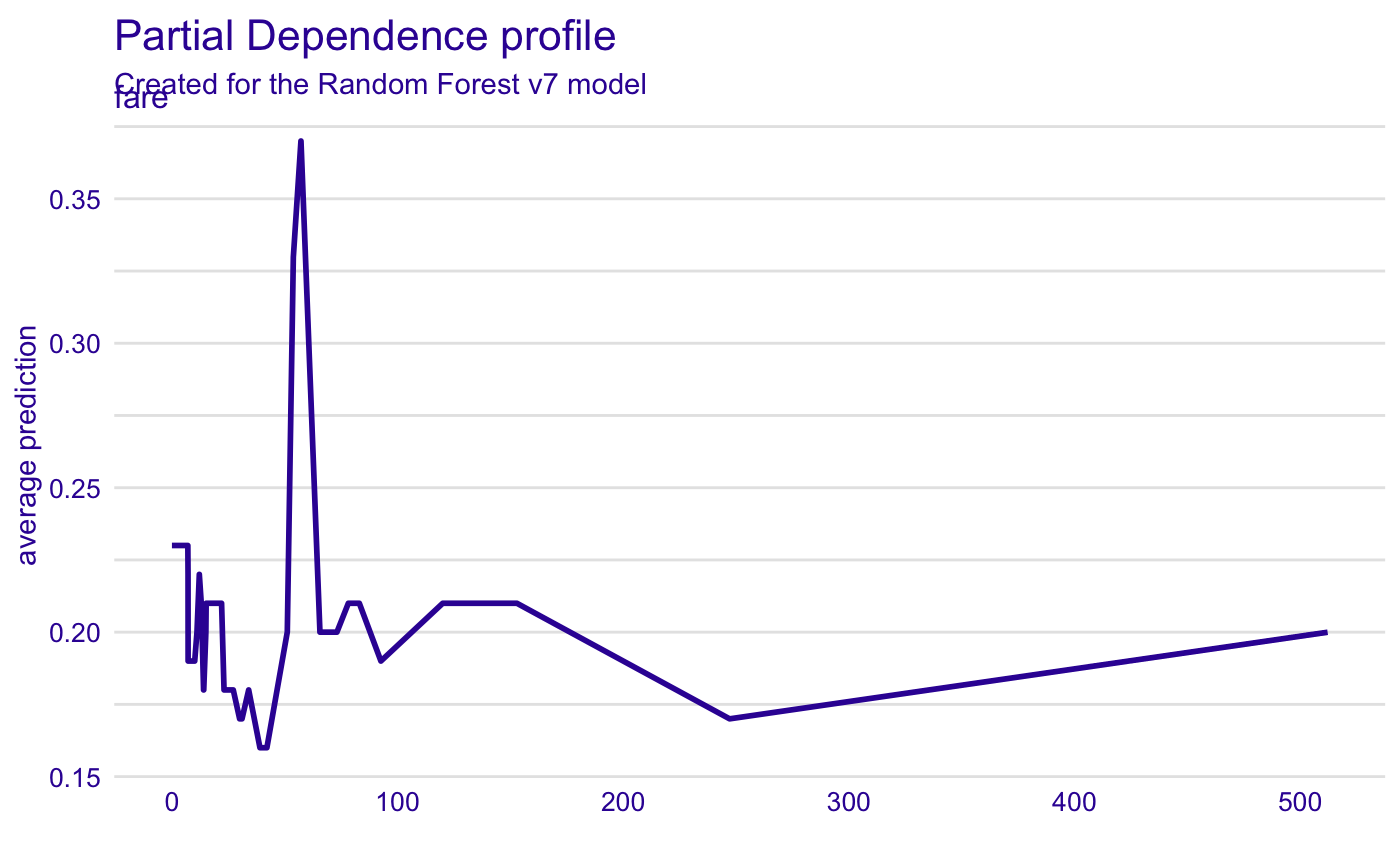 Partial Dependence profile
Created for the Random Forest v7 model
fare
average prediction
0.35
0.30
0.25
0.20
0.15
0 100 200 300 400 500